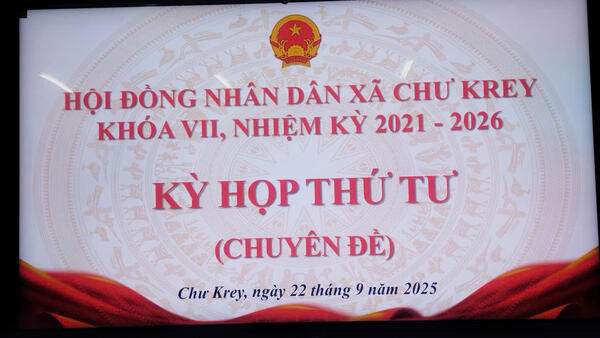 HỘI ĐỒNG NHÂN DÂN XÃ CHƯ KREY
KHÓA VII, NHIỆM KỲ 2021 - 2026
KỲ HỌP THỨ TƯ
(CHUYÊN ĐỀ)
Chư Krey, ngày 22 tháng 9 năm 2025